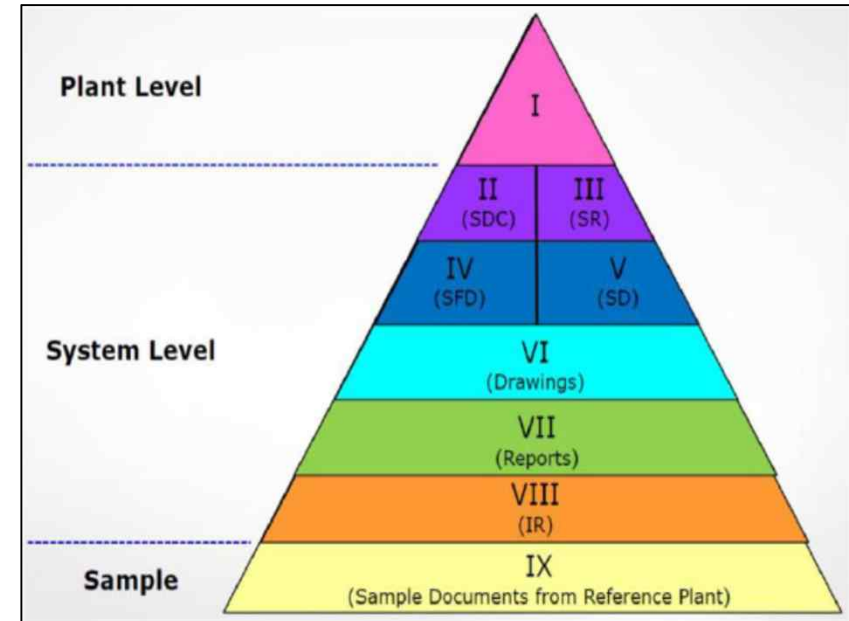 Plant Level
I
II
(SDC)
III
(SR)
IV
(SFD)
V
(SD)
System Level
VI
(Drawings)
VII
(Reports)
VIII
(IR)
Sample
IX
(Sample Documents from Reference Plant)